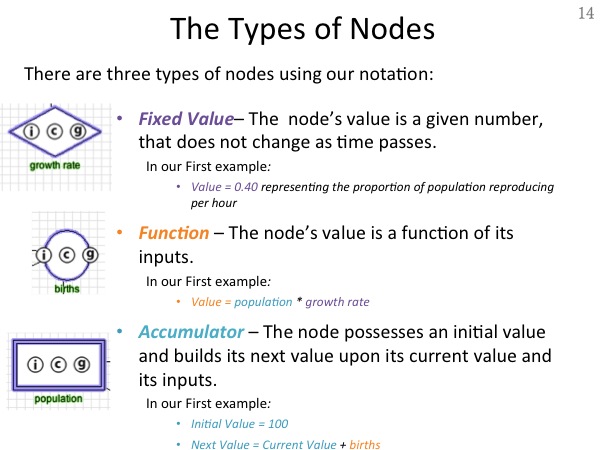 14
The Types of Nodes
There are three types of nodes using our notation:
i c g
growth rate
• Fixed Value– The node's value is a given number,
that does not change as time passes.
In our First example:
• Value = 0.40 representing the proportion of population reproducing
per hour
i c g
births
• Function – The node's value is a function of its
inputs.
In our First example:
• Value = population * growth rate
i c g
population
• Accumulator – The node possesses an initial value
and builds its next value upon its current value and
its inputs.
In our First example:
• Initial Value = 100
• Next Value = Current Value + births